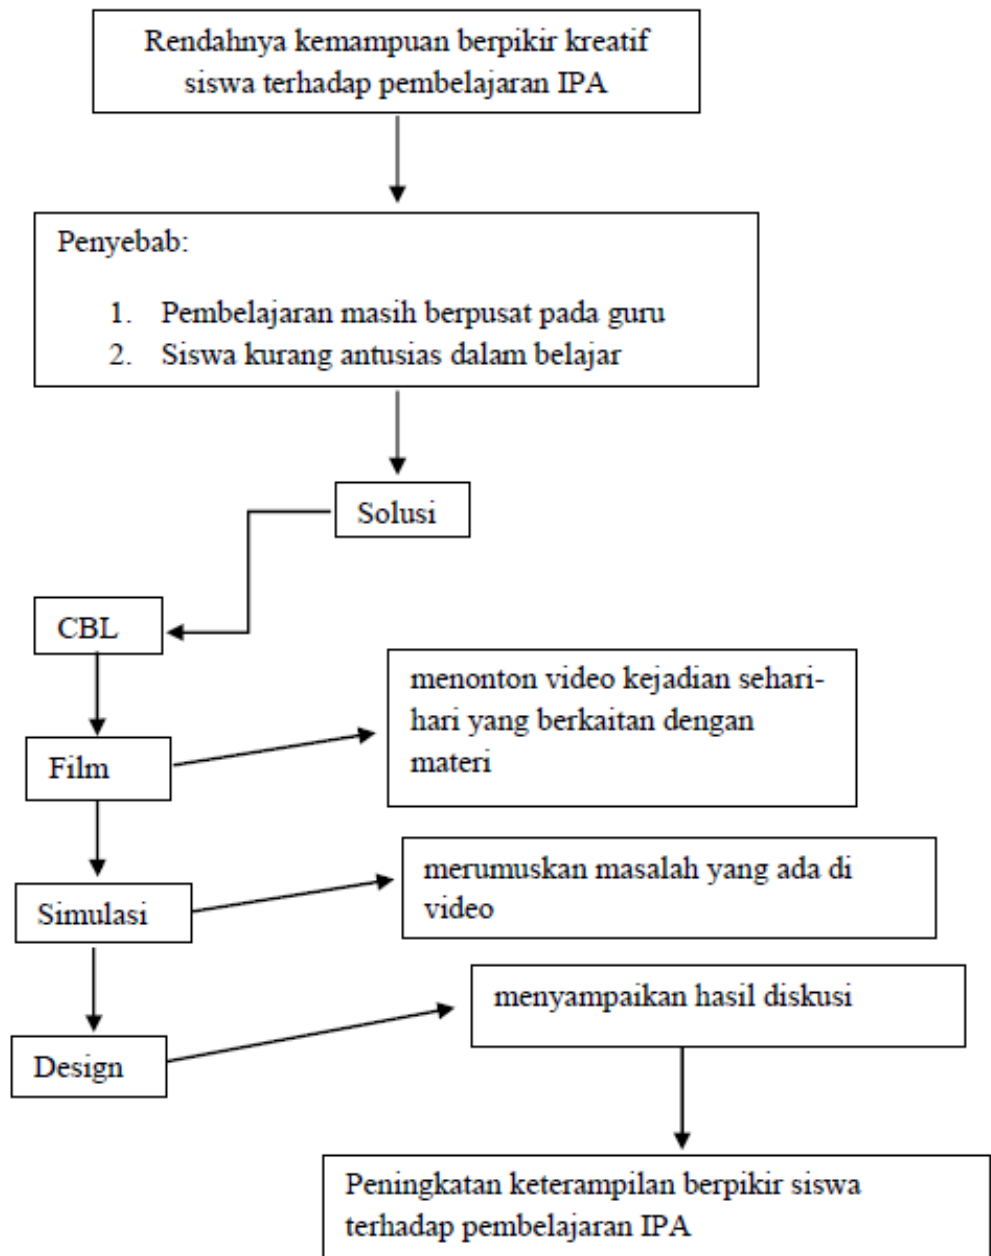 Rendahnya kemampuan berpikir kreatif
siswa terhadap pembelajaran IPA
Penyebab:
1. Pembelajaran masih berpusat pada guru
2. Siswa kurang antusias dalam belajar
Solusi
CBL
menonton video kejadian sehari-
hari yang berkaitan dengan
materi
Film
merumuskan masalah yang ada di
video
Simulasi
menyampaikan hasil diskusi
Design
Peningkatan keterampilan berpikir siswa
terhadap pembelajaran IPA